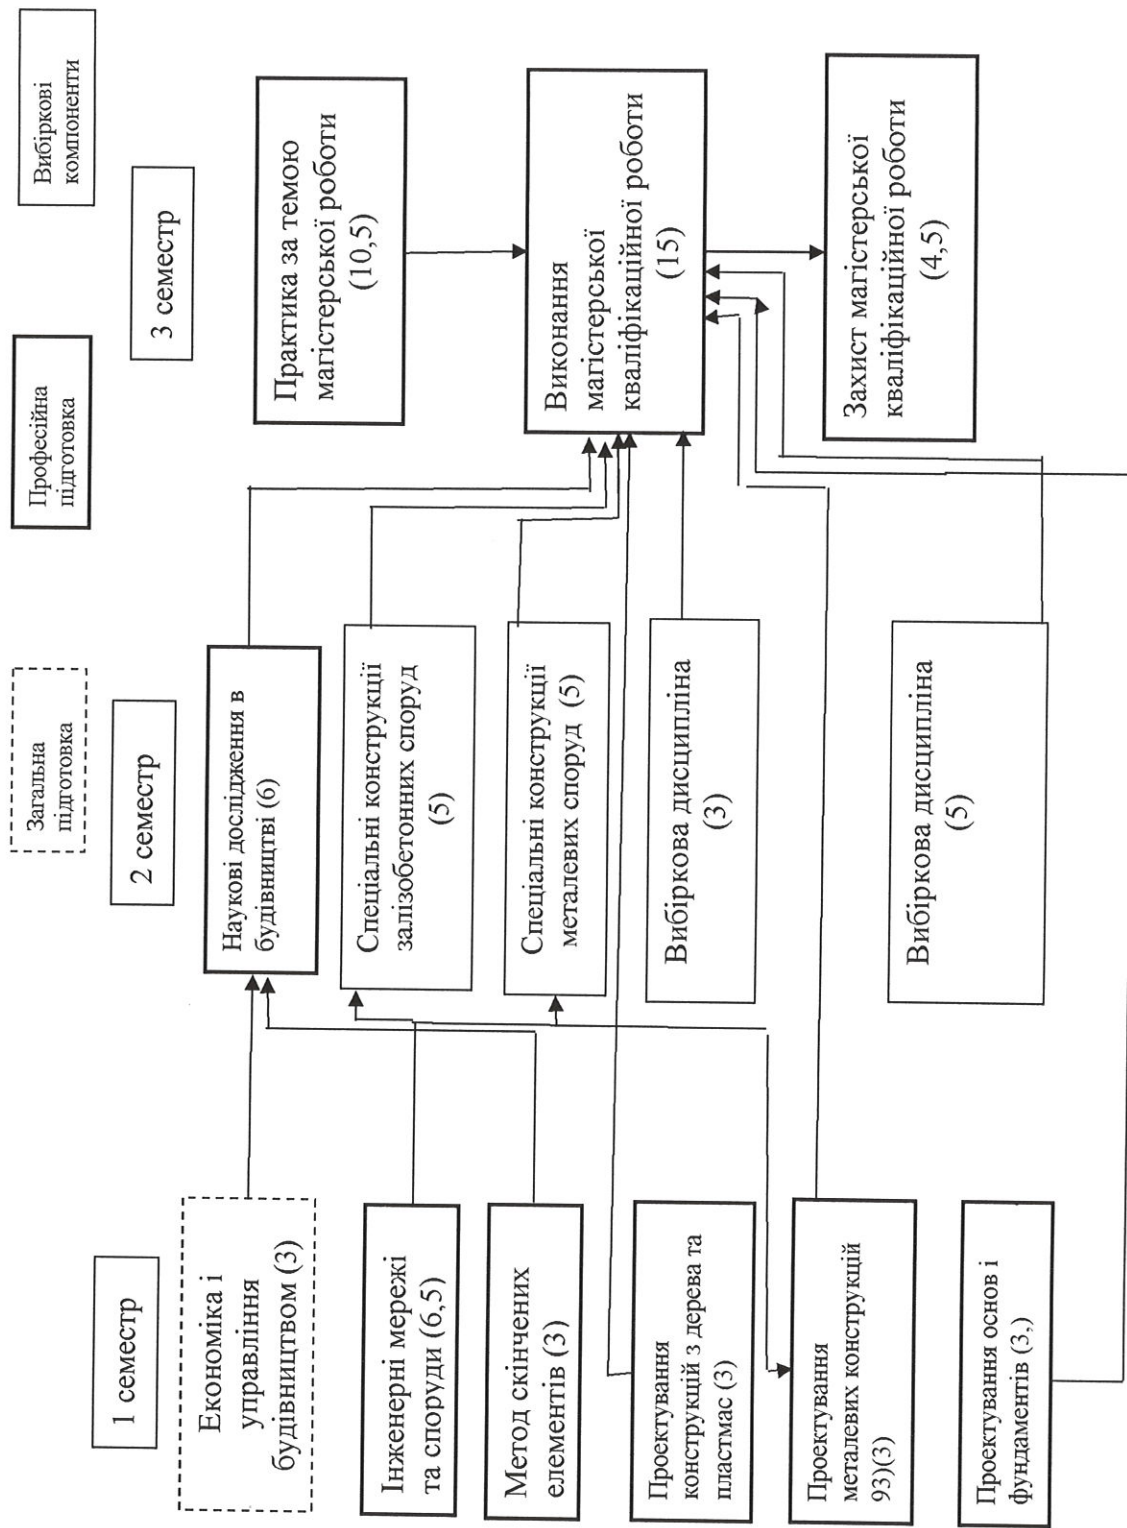 Загальна
підготовка
Професійна
підготовка
Вибіркові
компоненти
1 семестр
2 семестр
3 семестр
Економіка і
управління
будівництвом (3)
Інженерні мережі
та споруди (6,5)
Метод скінчених
елементів (3)
Проектування
конструкцій з дерева та
пластмас (3)
Проектування
металевих конструкцій
93)(3)
Проектування основ і
фундаментів (3,)
Наукові дослідження в
будівництві (6)
Спеціальні конструкції
залізобетонних споруд
(5)
Спеціальні конструкції
металевих споруд (5)
Вибіркова дисципліна
(3)
Вибіркова дисципліна
(5)
Практика за темою
магістерської роботи
(10,5)
Виконання
магістерської
кваліфікаційної роботи
(15)
Захист магістерської
кваліфікаційної роботи
(4,5)